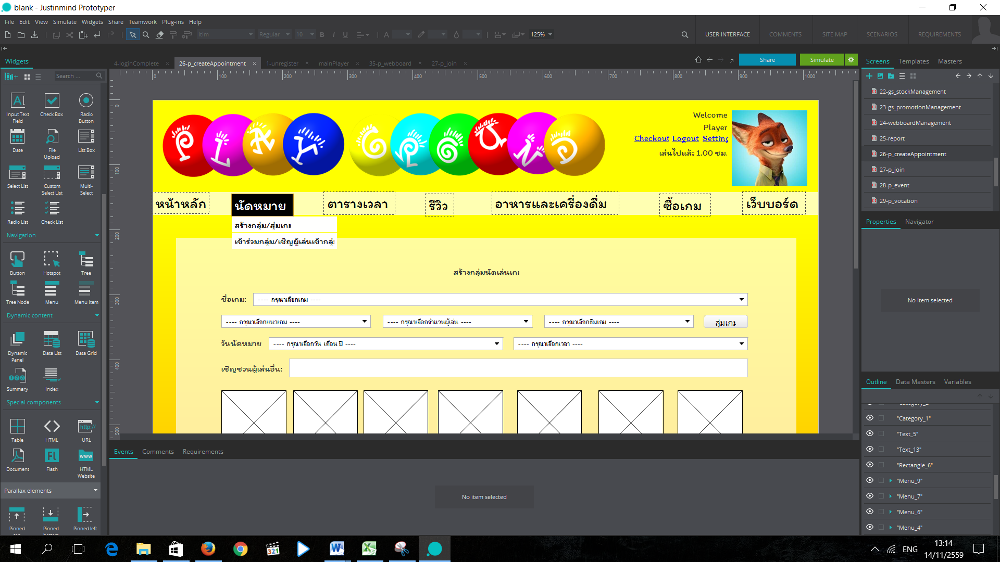 blank - Justinmind Prototyper
File Edit View Simulate Widgets Share Teamwork Plug-ins Help
Itim Regular 10 B I U A 125%
USER INTERFACE COMMENTS SITE MAP SCENARIOS REQUIREMENTS
Widgets
4-loginComplete 26-p_createAppointment 1-unregister mainPlayer 35-p_webboard 27-p_join
Share Simulate
Screens Templates Masters
Search ...
0 100 200 300 400 500 600 700 800 900 1000
Input Text Field
Check Box
Radio Button
Date
File Upload
List Box
Select List
Custom Select List
Multi-Select
Radio List
Check List
Navigation
Button
Hotspot
Tree
Tree Node
Menu
Menu Item
Dynamic content
Dynamic Panel
Data List
Data Grid
Summary
Index
Special components
Table
HTML
URL
Document
Flash
HTML Website
Parallax elements
Pinned
Pinned
Pinned left
0
100
200
300
400
500
Welcome
Player
Checkout Logout Setting
เล่นไปแล้ว 1.00 ชม.
หน้าหลัก นัดหมาย ตารางเวลา รีวิว อาหารและเครื่องดื่ม ซื้อเกม เว็บบอร์ด
สร้างกลุ่ม/สุ่มเกม
เข้าร่วมกลุ่ม/เชิญผู้เล่นเข้ากลุ่ม
สร้างกลุ่มนัดเล่นเกม
ชื่อเกม: ---- กรุณาเลือกเกม ----
---- กรุณาเลือกแนวเกม ---- ---- กรุณาเลือกจำนวนผู้เล่น ---- ---- กรุณาเลือกธีมเกม ---- สุ่มเกม
วันนัดหมาย ---- กรุณาเลือกวัน เดือน ปี ---- ---- กรุณาเลือกเวลา ----
เชิญชวนผู้เล่นอื่น:
22-gs_stockManagement
23-gs_promotionManagement
24-webboardManagement
25-report
26-p_createAppointment
27-p_join
28-p_event
29-p_vocation
Properties Navigator
No item selected
Outline Data Masters Variables
"Category_2"
"Category_1"
"Text_5"
"Text_13"
"Rectangle_6"
"Menu_9"
"Menu_7"
"Menu_6"
"Menu_4"
Events Comments Requirements
No item selected
ENG
13:14
14/11/2559